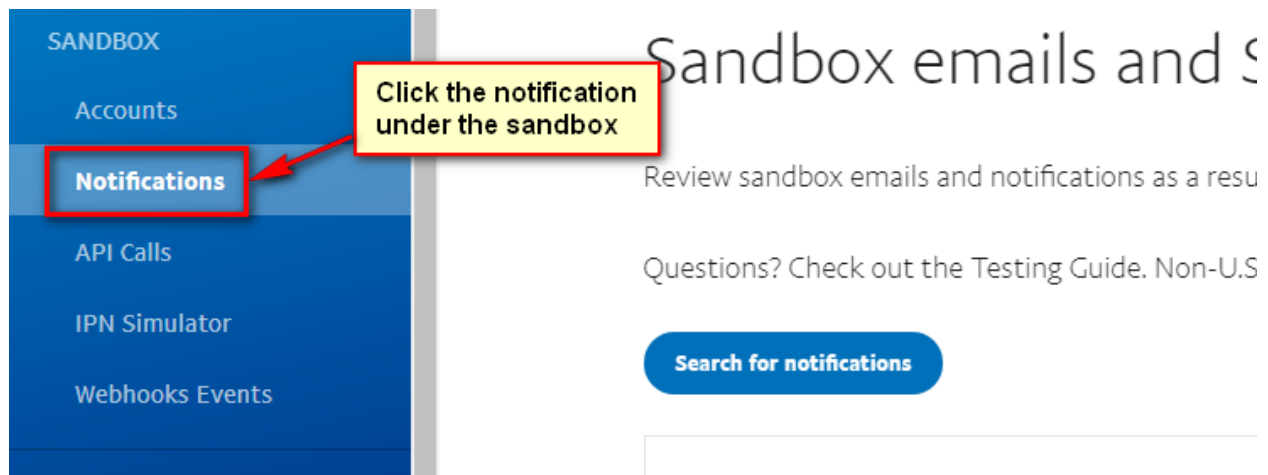 SANDBOX
Accounts
Notifications
API Calls
IPN Simulator
Webhooks Events
Click the notification
under the sandbox
Sandbox emails and S
Review sandbox emails and notifications as a resu
Questions? Check out the Testing Guide. Non-U.S
Search for notifications